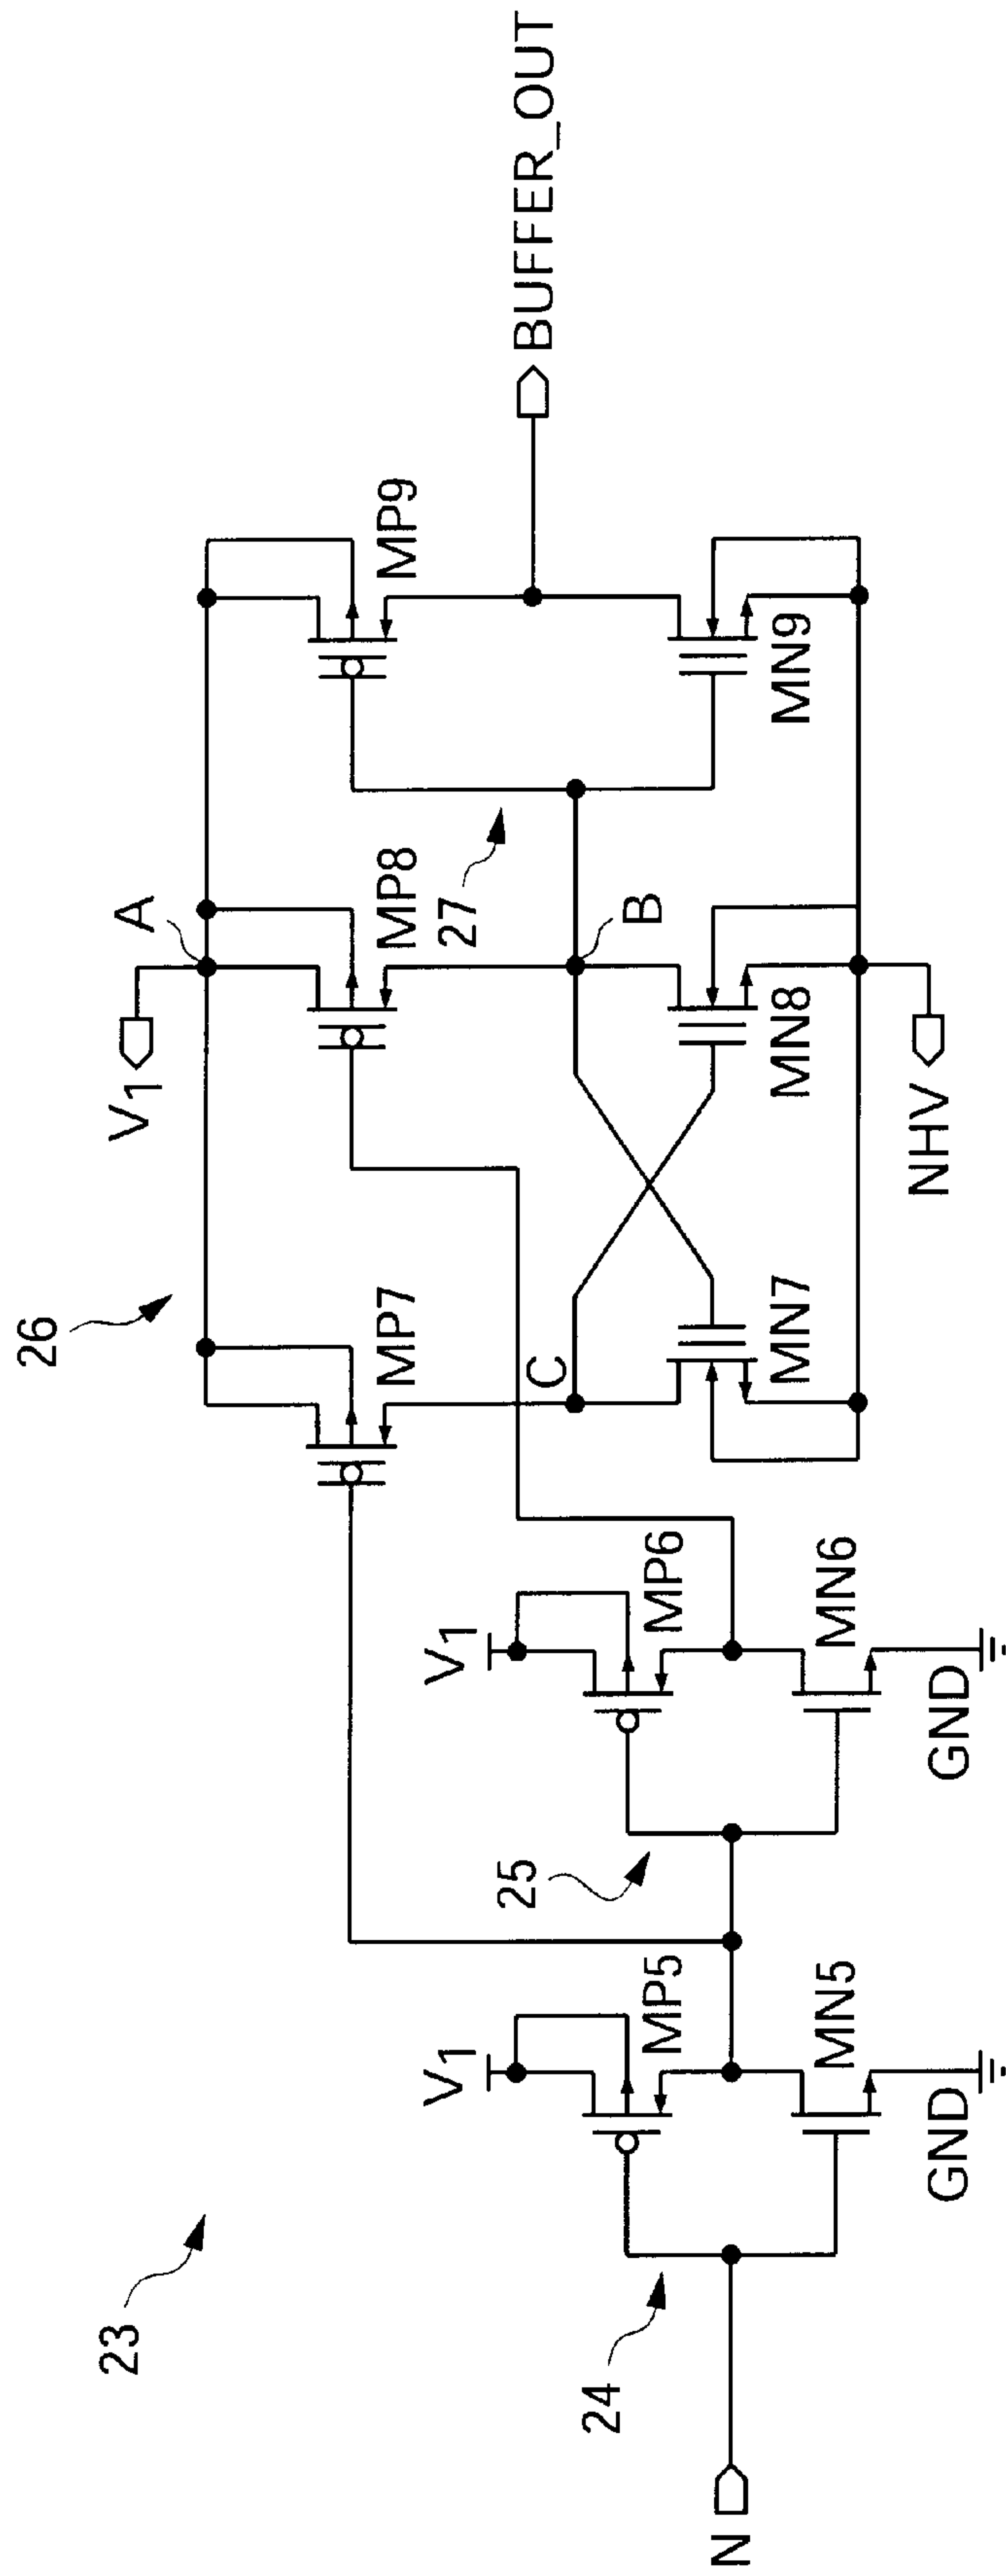 23
26
V1
A
MP7
MP8
MP9
C
27
B
BUFFER_OUT
MN7
MN8
MN9
NHV
V1
V1
MP5
25
MP6
24
N
MN5
MN6
GND
GND